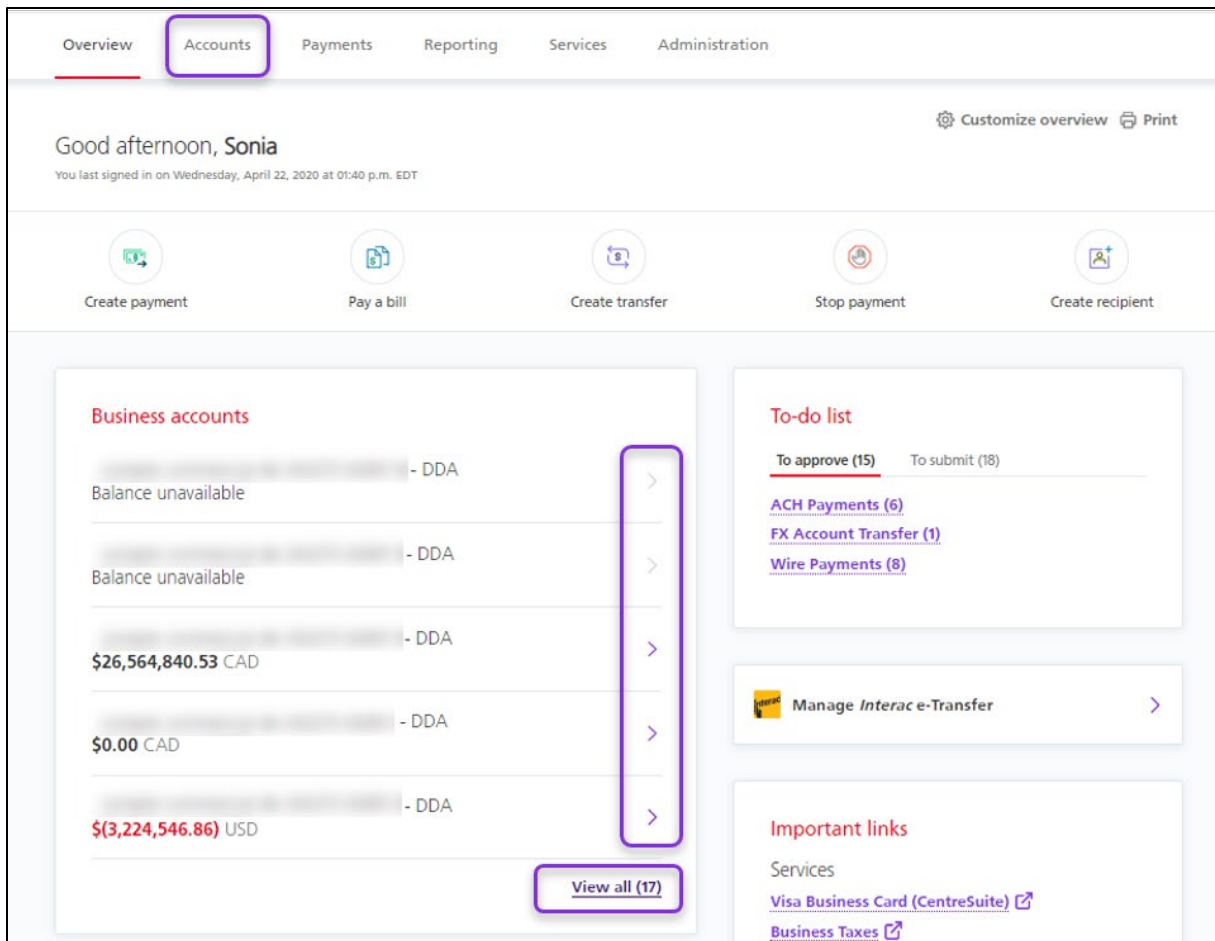 Overview Accounts Payments Reporting Services Administration
Customize overview Print
Good afternoon, Sonia
You last signed in on Wednesday, April 22, 2020 at 01:40 p.m. EDT
Create payment Pay a bill Create transfer Stop payment Create recipient
Business accounts
- DDA
Balance unavailable
- DDA
Balance unavailable
- DDA
$26,564,840.53 CAD
- DDA
$0.00 CAD
- DDA
$(3,224,546.86) USD
View all (17)
To-do list
To approve (15) To submit (18)
ACH Payments (6)
FX Account Transfer (1)
Wire Payments (8)
Interac
Manage Interac e-Transfer
Important links
Services
Visa Business Card (CentreSuite)
Business Taxes